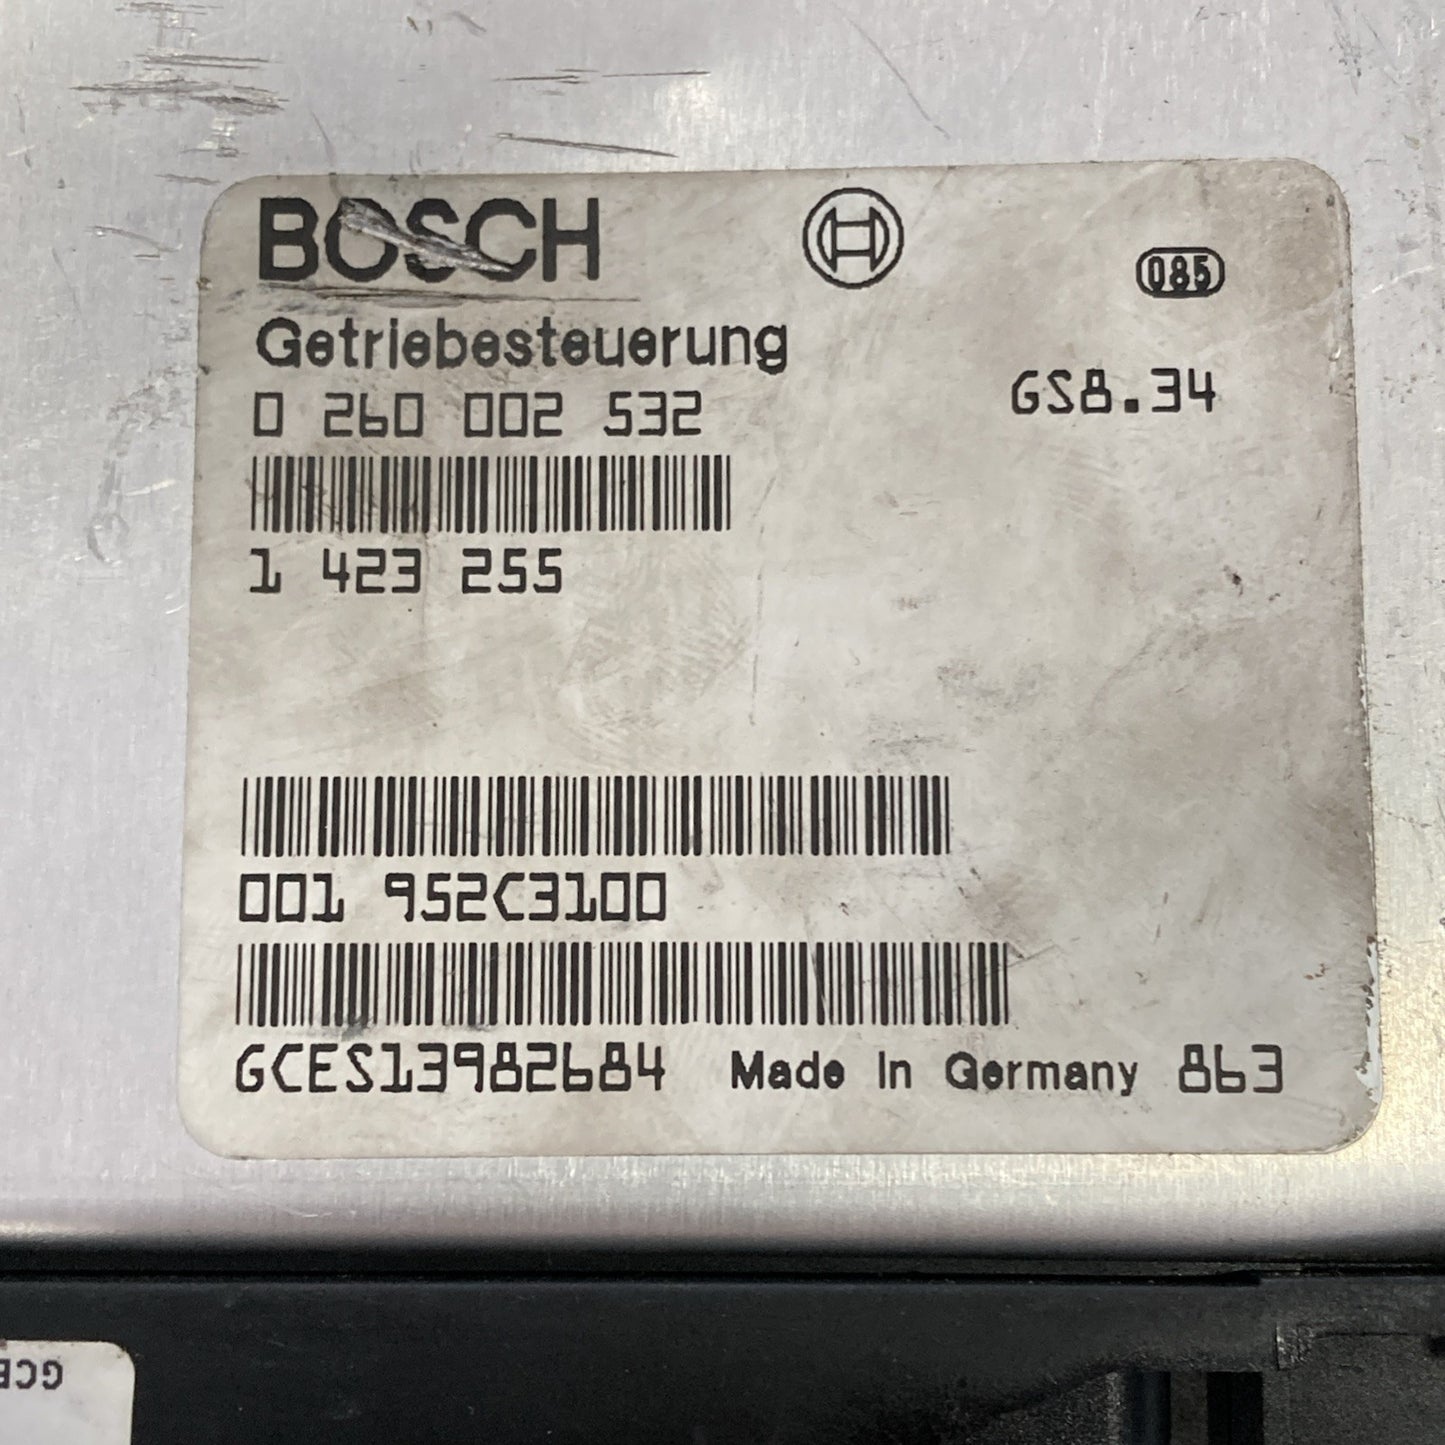 BOSCH
085
Getriebesteuerung
0 260 002 532
GS8.34
1 423 255
001 952C3100
GCES13982684 Made In Germany 863